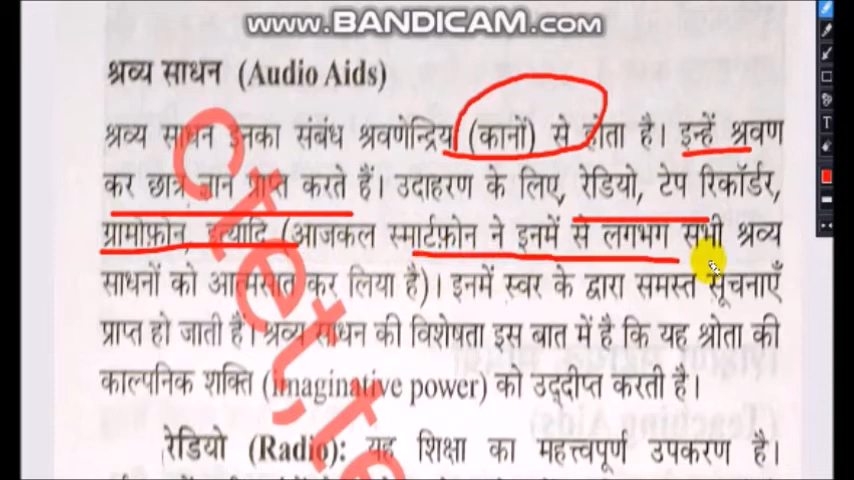 www.BANDICAM.com
श्रव्य साधन (Audio Aids)
श्रव्य साधन इनका संबंध श्रवणेन्द्रिय (कानों) से होता है। इन्हें श्रवण
कर छात्र ज्ञान प्राप्त करते हैं। उदाहरण के लिए, रेडियो, टेप रिकॉर्डर,
ग्रामोफ़ोन, इत्यादि (आजकल स्मार्टफ़ोन ने इनमें से लगभग सभी श्रव्य
साधनों को आत्मसात कर लिया है)। इनमें स्वर के द्वारा समस्त सूचनाएँ
प्राप्त हो जाती हैं। श्रव्य साधन की विशेषता इस बात में है कि यह श्रोता की
काल्पनिक शक्ति (imaginative power) को उद्दीप्त करती है।
रेडियो (Radio): यह शिक्षा का महत्त्वपूर्ण उपकरण है।